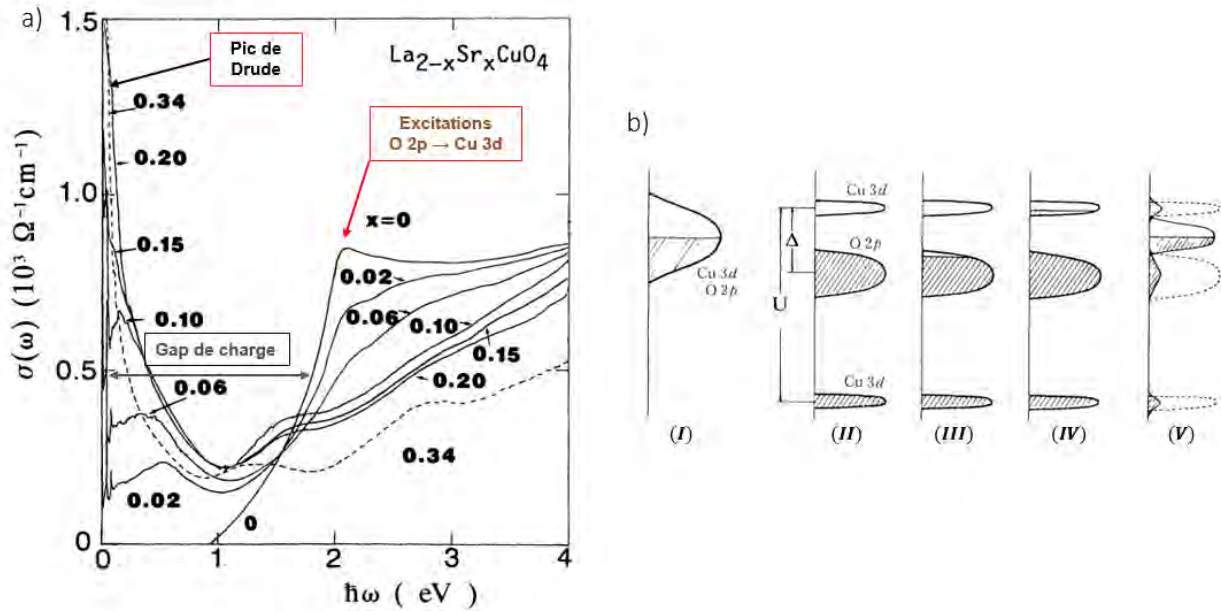 a)
1.5
1.0
0.5
0
σ(ω) (10³ Ω⁻¹cm⁻¹)
Pic de
Drude
La₂₋ₓSrₓCuO₄
0.34
0.20
Excitations
O 2p → Cu 3d
x=0
0.15
0.02
0.10
0.06
0.10
Gap de charge
0.15
0.06
0.20
0.34
0.02
0
0
1
2
3
4
ħω ( eV)
b)
Cu 3d
O 2p
Cu 3d
Δ
O 2p
U
Cu 3d
(I)
(II)
(III)
(IV)
(V)